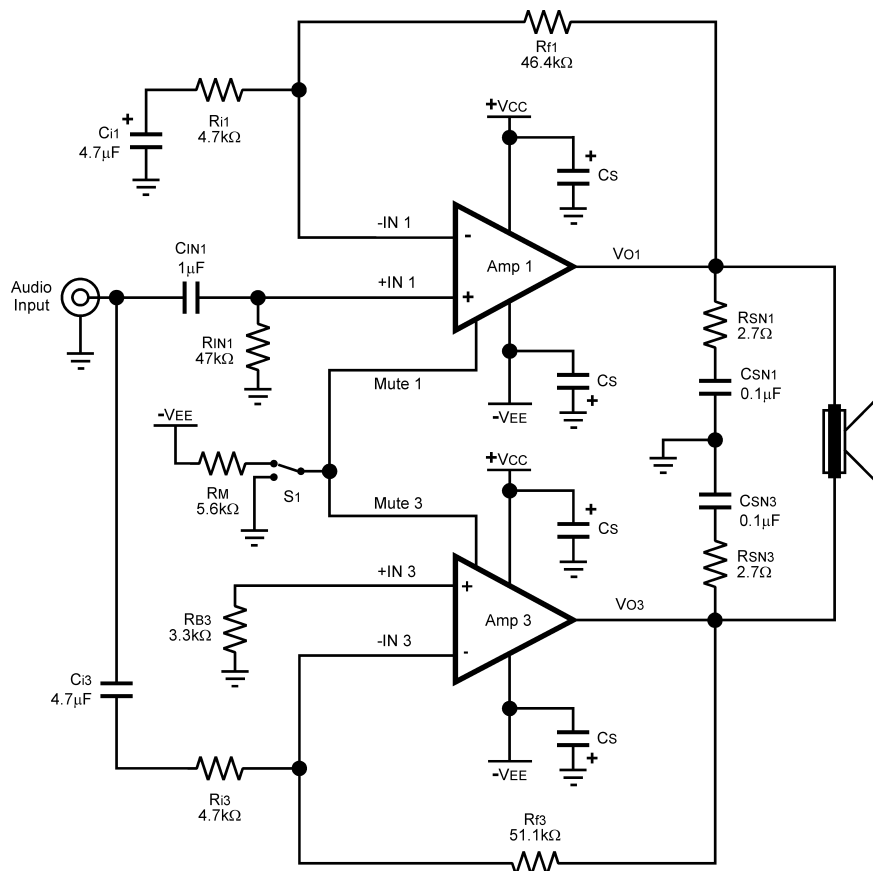 Rf1
46.4kΩ
Ri1
4.7kΩ
+
Ci1
4.7μF
+VCC
+
CS
-IN 1
-
Amp 1
VO1
CIN1
1μF
Audio
Input
+IN 1
+
RIN1
47kΩ
RSN1
2.7Ω
Mute 1
CS
+
-VEE
CSN1
0.1μF
-VEE
RM
5.6kΩ
S1
+VCC
Mute 3
+
CS
CSN3
0.1μF
RSN3
2.7Ω
+IN 3
+
RB3
3.3kΩ
Amp 3
VO3
-IN 3
-
Ci3
4.7μF
CS
+
-VEE
Ri3
4.7kΩ
Rf3
51.1kΩ